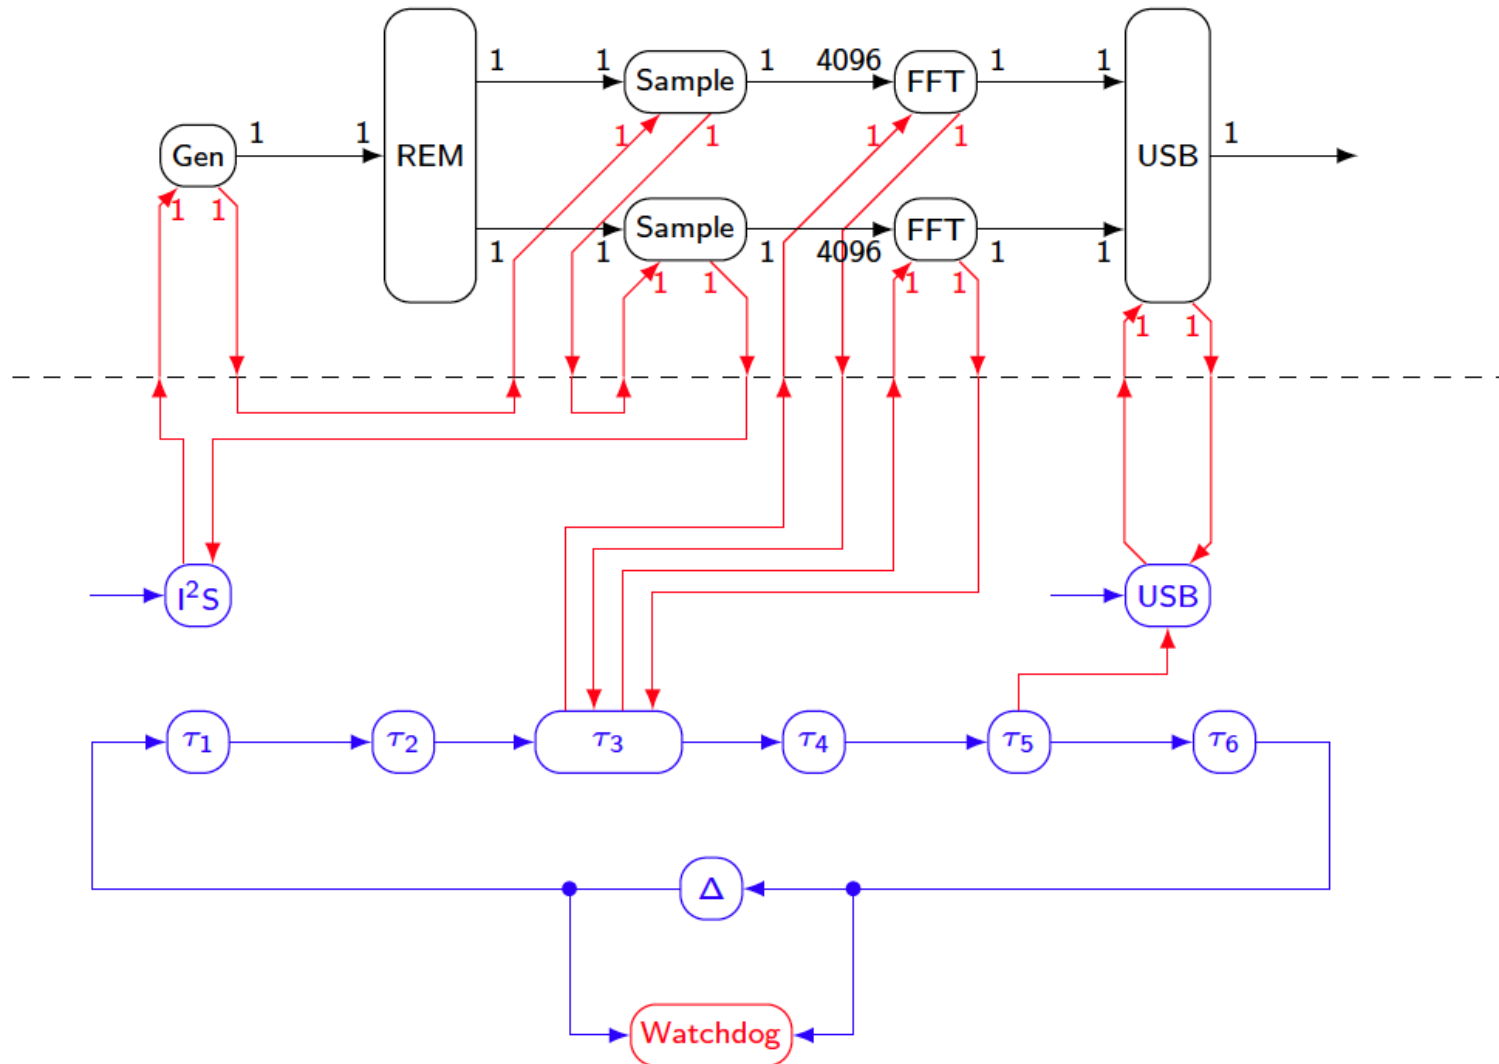 1 1 Sample 1 4096 FFT 1 1
1 1 1 1
Gen 1 1 REM USB 1
1 1
Sample FFT
1 1 1 4096 1 1
1 1 1 1
1 1
I²S USB
τ₁ τ₂ τ₃ τ₄ τ₅ τ₆
Δ
Watchdog